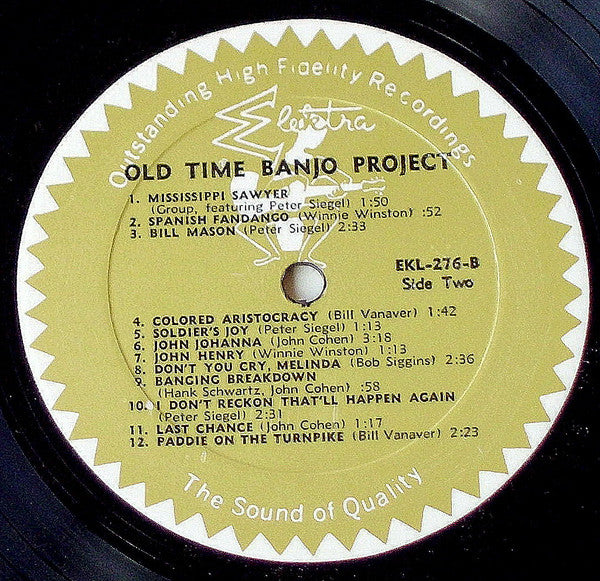 Outstanding High Fidelity Recordings
Elektra
OLD TIME BANJO PROJECT
1. MISSISSIPPI SAWYER
(Group, featuring Peter Siegel) 1:50
2. SPANISH FANDANGO (Winnie Winston) :52
3. BILL MASON (Peter Siegel) 2:33
EKL-276-B
Side Two
4. COLORED ARISTOCRACY (Bill Vanaver) 1:42
5. SOLDIER'S JOY (Peter Siegel) 1:13
6. JOHN JOHANNA (John Cohen) 3:18
7. JOHN HENRY (Winnie Winston) 1:13
8. DON'T YOU CRY, MELINDA (Bob Siggins) 2:36
9. BANGING BREAKDOWN
(Hank Schwartz, John Cohen) :58
10. I DON'T RECKON THAT'LL HAPPEN AGAIN
(Peter Siegel) 2:31
11. LAST CHANCE (John Cohen) 1:17
12. PADDIE ON THE TURNPIKE (Bill Vanaver) 2:23
The Sound of Quality